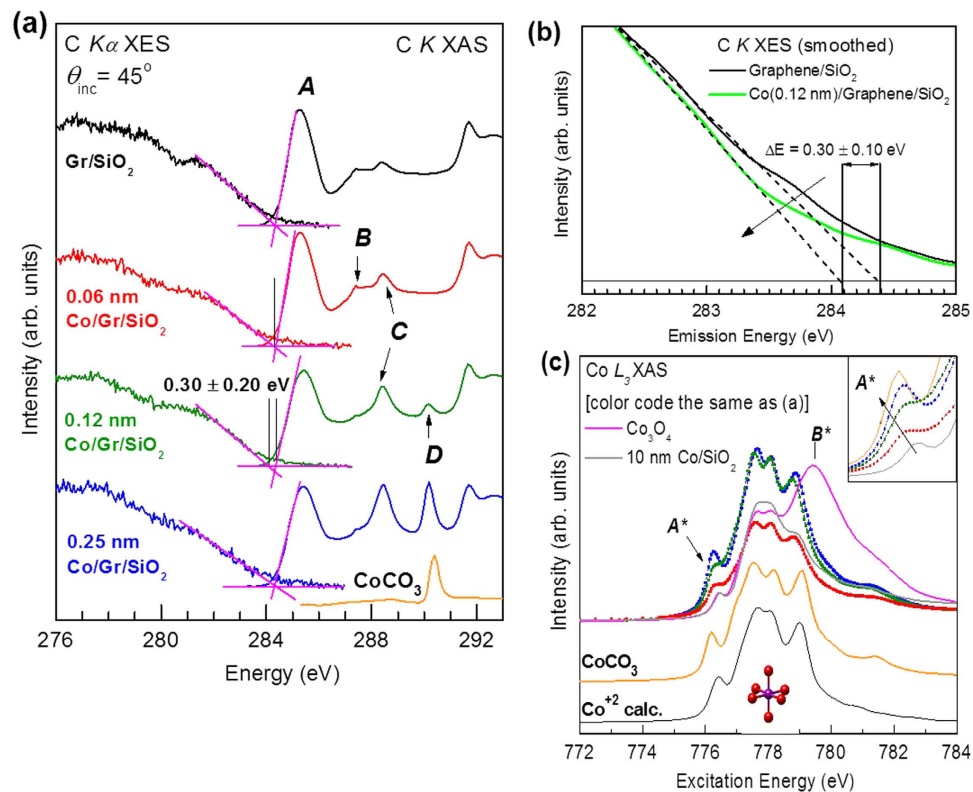 (a)
C Kα XES
C K XAS
θinc= 45°
A
Gr/SiO2
B
0.06 nm
Co/Gr/SiO2
C
0.30 ± 0.20 eV
0.12 nm
Co/Gr/SiO2
D
0.25 nm
Co/Gr/SiO2
CoCO3
Intensity (arb. units)
276 280 284 288 292
Energy (eV)
(b)
C K XES (smoothed)
Graphene/SiO2
Co(0.12 nm)/Graphene/SiO2
ΔE = 0.30 ± 0.10 eV
Intensity (arb. units)
282 283 284 285
Emission Energy (eV)
(c)
Co L3 XAS
[color code the same as (a)]
Co3O4
10 nm Co/SiO2
B*
A*
A*
CoCO3
Co+2 calc.
Intensity (arb. units)
772 774 776 778 780 782 784
Excitation Energy (eV)